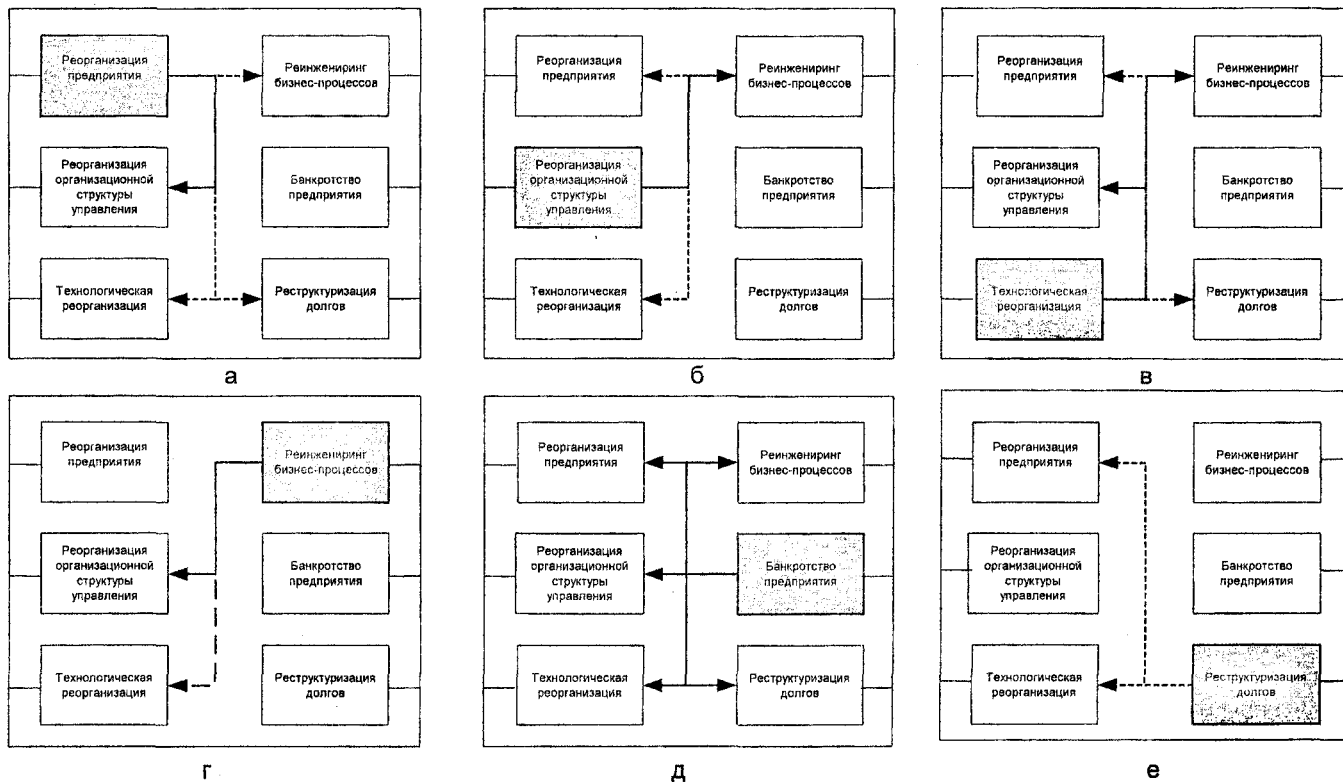 Реорганизация
предприятия
Реинжениринг
бизнес-процессов
Реорганизация
организационной
структуры
управления
Банкротство
предприятия
Технологическая
реорганизация
Реструктуризация
долгов
а
Реорганизация
предприятия
Реинжениринг
бизнес-процессов
Реорганизация
организационной
структуры
управления
Банкротство
предприятия
Технологическая
реорганизация
Реструктуризация
долгов
б
Реорганизация
предприятия
Реинжениринг
бизнес-процессов
Реорганизация
организационной
структуры
управления
Банкротство
предприятия
Технологическая
реорганизация
Реструктуризация
долгов
в
Реорганизация
предприятия
Реинжениринг
бизнес-процессов
Реорганизация
организационной
структуры
управления
Банкротство
предприятия
Технологическая
реорганизация
Реструктуризация
долгов
г
Реорганизация
предприятия
Реинжениринг
бизнес-процессов
Реорганизация
организационной
структуры
управления
Банкротство
предприятия
Технологическая
реорганизация
Реструктуризация
долгов
д
Реорганизация
предприятия
Реинжениринг
бизнес-процессов
Реорганизация
организационной
структуры
управления
Банкротство
предприятия
Технологическая
реорганизация
Реструктуризация
долгов
е